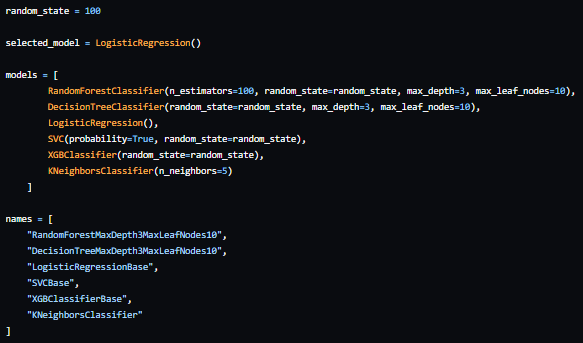 random_state = 100
selected_model = LogisticRegression()
models = [
RandomForestClassifier(n_estimators=100, random_state=random_state, max_depth=3, max_leaf_nodes=10),
DecisionTreeClassifier(random_state=random_state, max_depth=3, max_leaf_nodes=10),
LogisticRegression(),
SVC(probability=True, random_state=random_state),
XGBClassifier(random_state=random_state),
KNeighborsClassifier(n_neighbors=5)
]
names = [
"RandomForestMaxDepth3MaxLeafNodes10",
"DecisionTreeMaxDepth3MaxLeafNodes10",
"LogisticRegressionBase",
"SVCBase",
"XGBClassifierBase",
"KNeighborsClassifier"
]